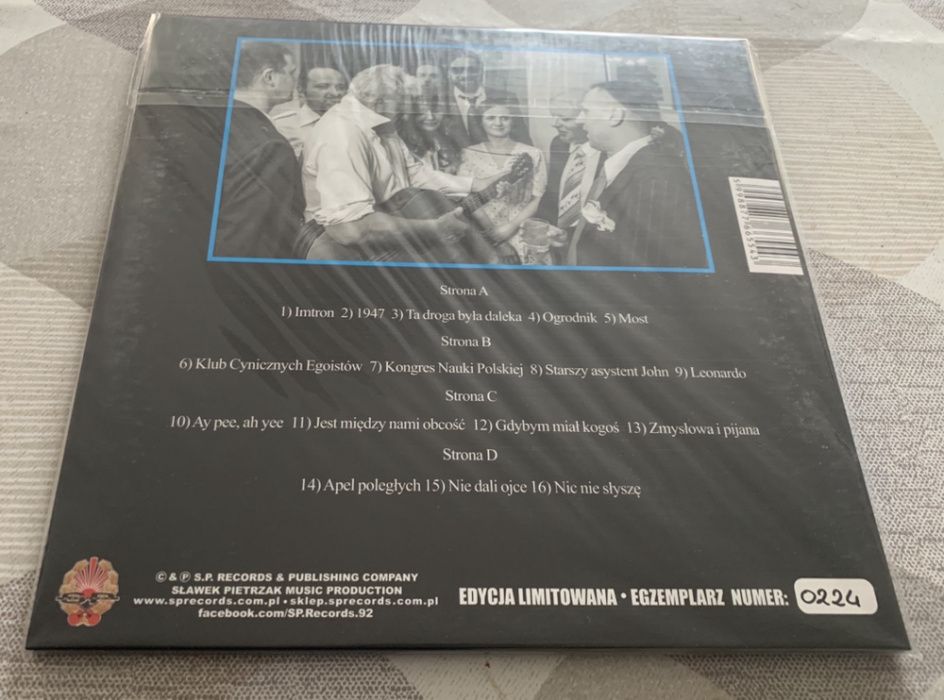 Strona A
1) Imtron 2) 1947 3) Ta droga była daleka 4) Ogrodnik 5) Most
Strona B
6) Klub Cynicznych Egoistów 7) Kongres Nauki Polskiej 8) Starszy asystent John 9) Leonardo
Strona C
10) Ay pee, ah yee 11) Jest między nami obcość 12) Gdybym miał kogoś 13) Zmysłowa i pijana
Strona D
14) Apel poległych 15) Nie dali ojce 16) Nic nie słyszę
© & ℗ S.P. RECORDS & PUBLISHING COMPANY
SŁAWEK PIETRZAK MUSIC PRODUCTION
www.sprecords.com.pl • sklep.sprecords.com.pl
facebook.com/SP.Records.92
EDYCJA LIMITOWANA • EGZEMPLARZ NUMER: 0224